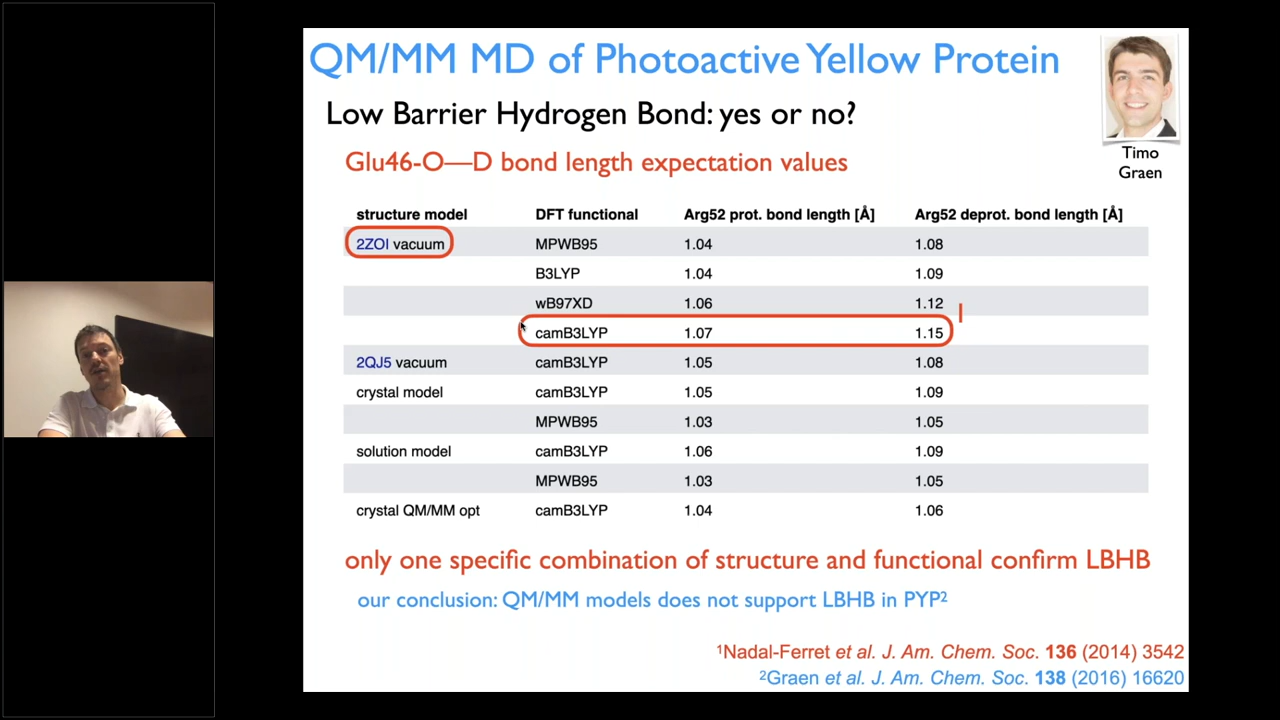 QM/MM MD of Photoactive Yellow Protein
Low Barrier Hydrogen Bond: yes or no?
Timo
Graen
Glu46-O—D bond length expectation values
structure model DFT functional Arg52 prot. bond length [Å] Arg52 deprot. bond length [Å]
2ZOI vacuum MPWB95 1.04 1.08
B3LYP 1.04 1.09
wB97XD 1.06 1.12
camB3LYP 1.07 1.15
2QJ5 vacuum camB3LYP 1.05 1.08
crystal model camB3LYP 1.05 1.09
MPWB95 1.03 1.05
solution model camB3LYP 1.06 1.09
MPWB95 1.03 1.05
crystal QM/MM opt camB3LYP 1.04 1.06
only one specific combination of structure and functional confirm LBHB
our conclusion: QM/MM models does not support LBHB in PYP²
¹Nadal-Ferret et al. J. Am. Chem. Soc. 136 (2014) 3542
²Graen et al. J. Am. Chem. Soc. 138 (2016) 16620